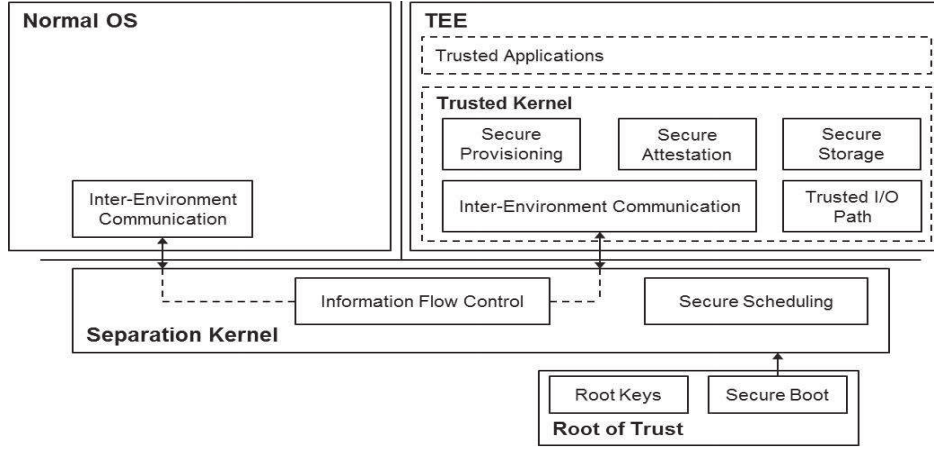 Normal OS
Inter-Environment
Communication
TEE
Trusted Applications
Trusted Kernel
Secure
Provisioning
Secure
Attestation
Secure
Storage
Inter-Environment Communication
Trusted I/O
Path
Information Flow Control
Secure Scheduling
Separation Kernel
Root Keys
Secure Boot
Root of Trust